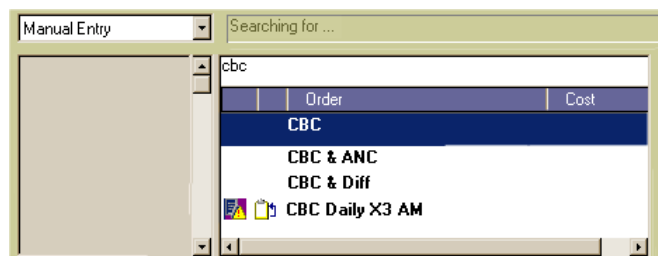 Manual Entry
Searching for ...
cbc
Order Cost
CBC
CBC & ANC
CBC & Diff
CBC Daily X3 AM